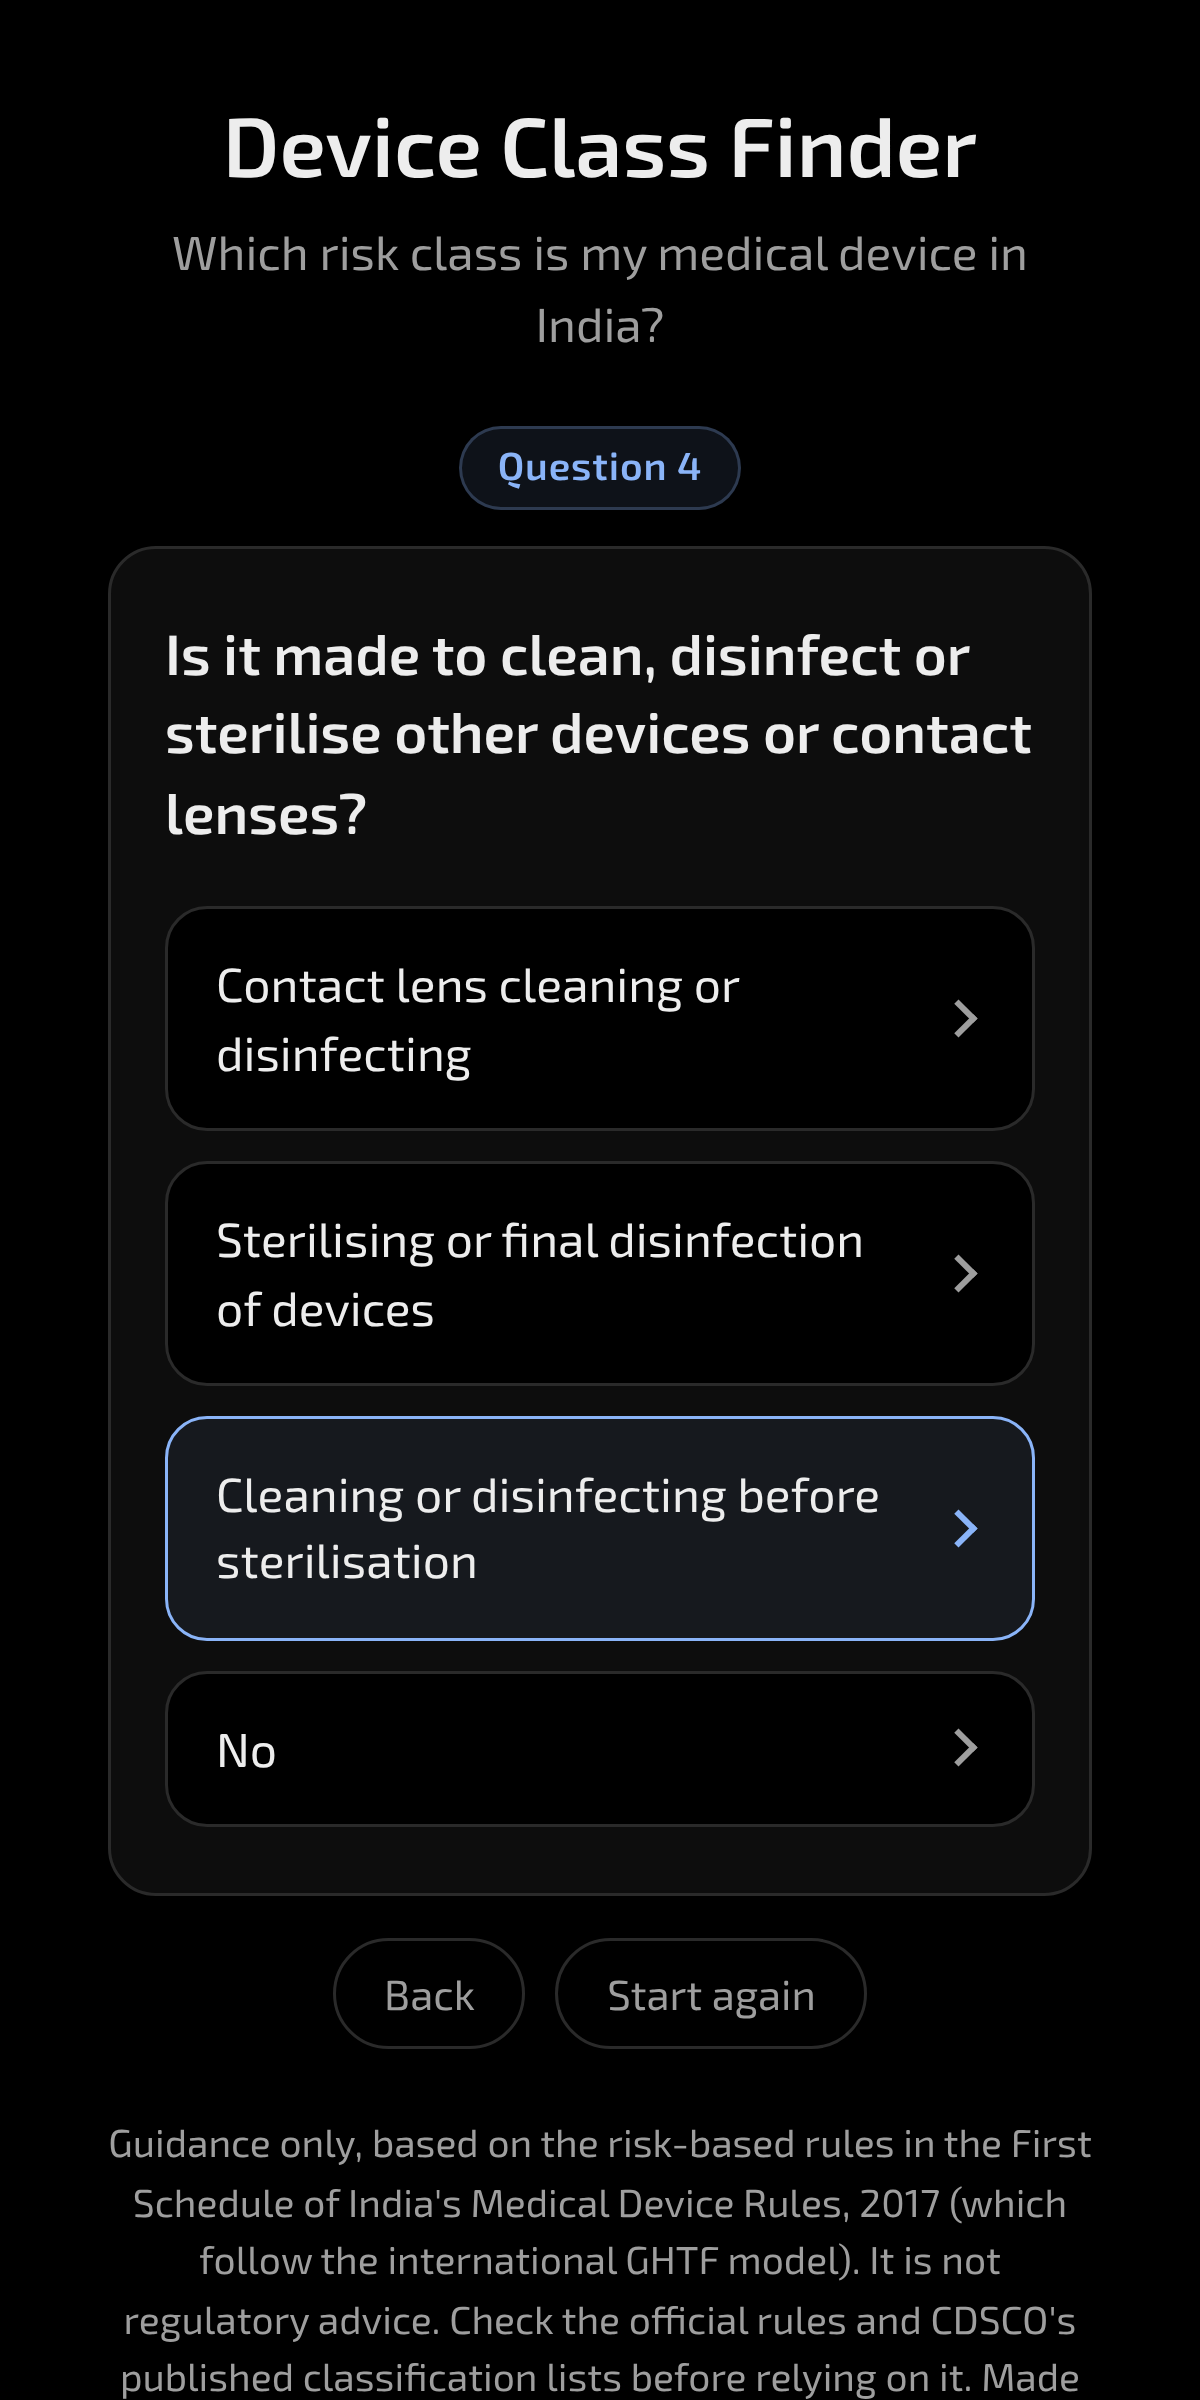 Device Class Finder
Which risk class is my medical device in
India?
Question 4
Is it made to clean, disinfect or
sterilise other devices or contact
lenses?
Contact lens cleaning or
disinfecting
Sterilising or final disinfection
of devices
Cleaning or disinfecting before
sterilisation
No
Back
Start again
Guidance only, based on the risk-based rules in the First
Schedule of India's Medical Device Rules, 2017 (which
follow the international GHTF model). It is not
regulatory advice. Check the official rules and CDSCO's
published classification lists before relying on it. Made